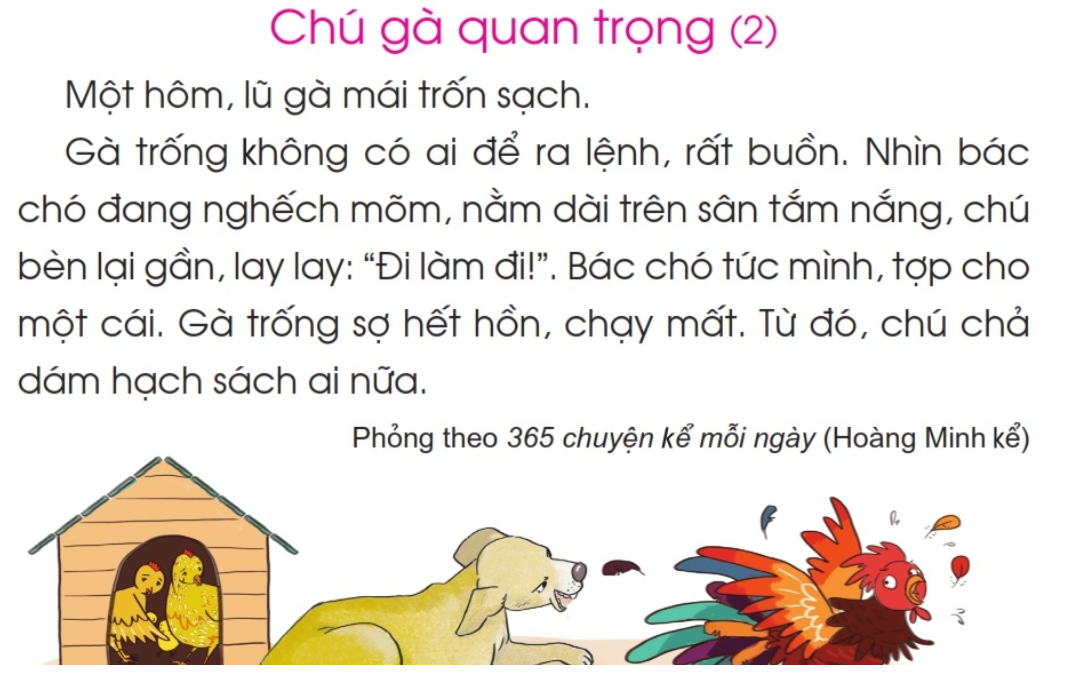 Chú gà quan trọng (2)
Một hôm, lũ gà mái trốn sạch.
Gà trống không có ai để ra lệnh, rất buồn. Nhìn bác
chó đang nghếch mõm, nằm dài trên sân tắm nắng, chú
bèn lại gần, lay lay: “Đi làm đi!”. Bác chó tức mình, tợp cho
một cái. Gà trống sợ hết hồn, chạy mất. Từ đó, chú chả
dám hạch sách ai nữa.
Phỏng theo 365 chuyện kể mỗi ngày (Hoàng Minh kể)